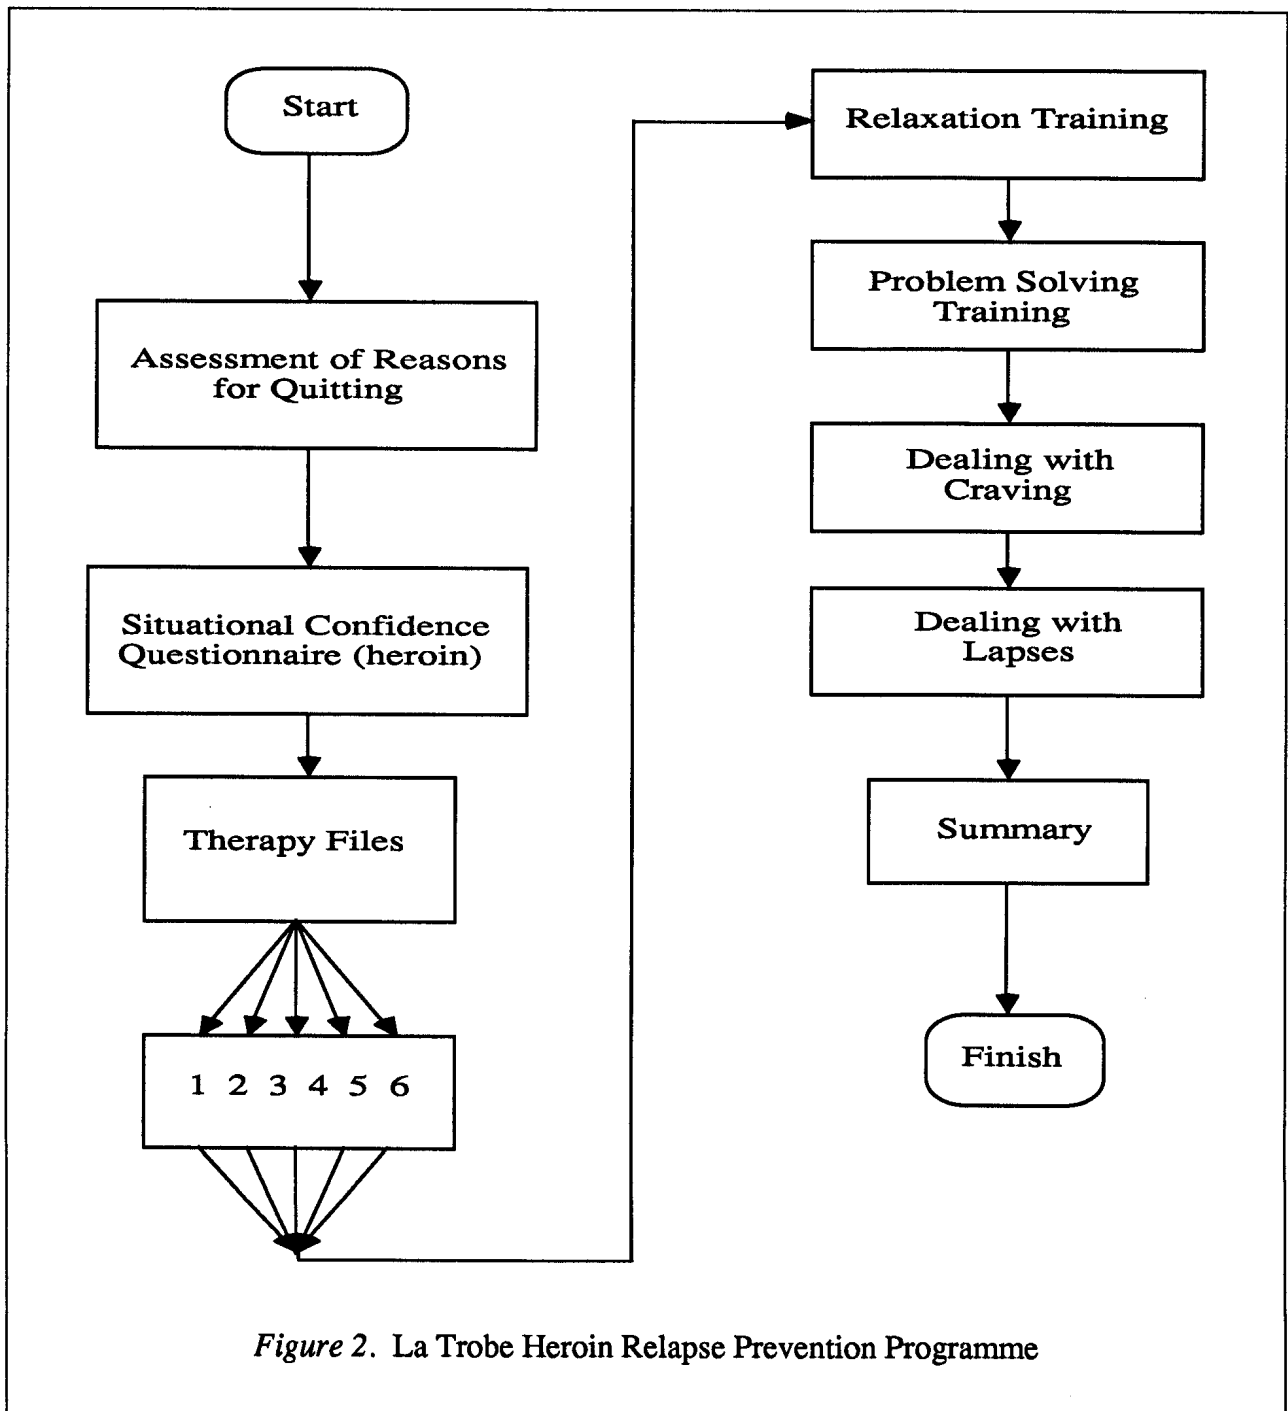 Start
Assessment of Reasons
for Quitting
Situational Confidence
Questionnaire (heroin)
Therapy Files
1 2 3 4 5 6
Relaxation Training
Problem Solving
Training
Dealing with
Craving
Dealing with
Lapses
Summary
Finish
Figure 2. La Trobe Heroin Relapse Prevention Programme